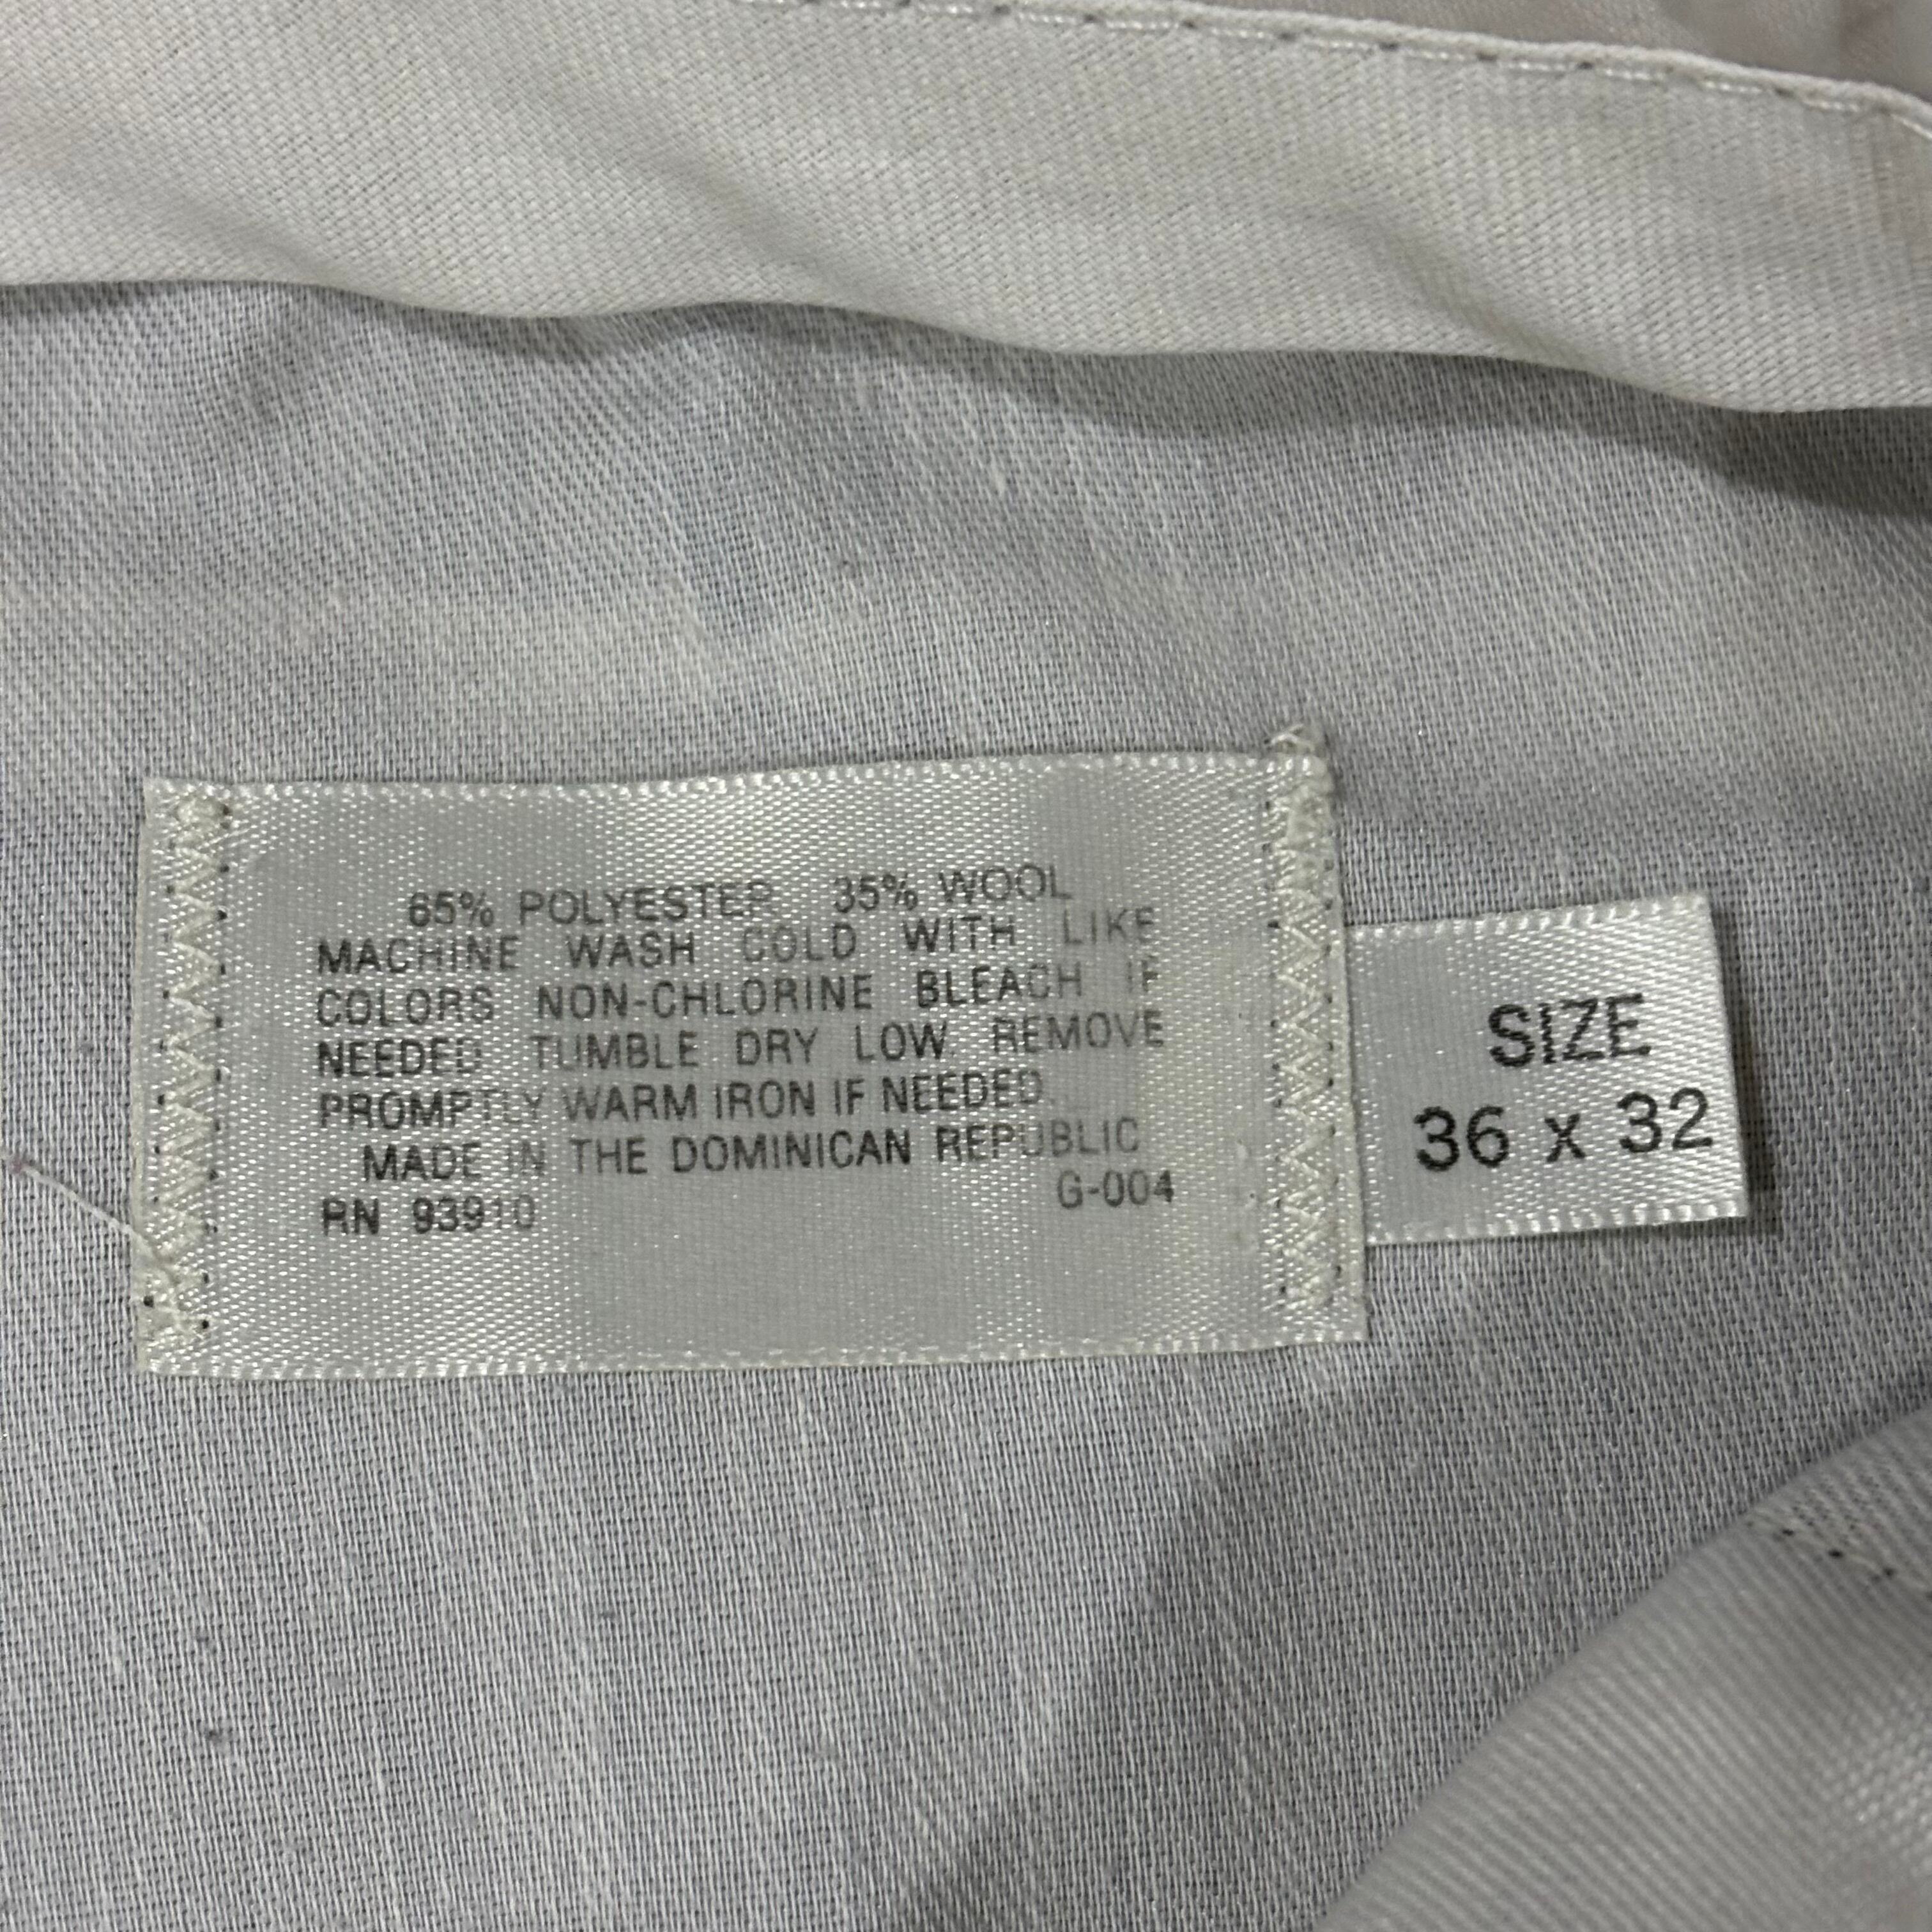 65% POLYESTER 35% WOOL
MACHINE WASH COLD WITH LIKE
COLORS NON-CHLORINE BLEACH IF
NEEDED TUMBLE DRY LOW. REMOVE
PROMPTLY WARM IRON IF NEEDED.
MADE IN THE DOMINICAN REPUBLIC
RN 93910 G-004
SIZE
36 x 32